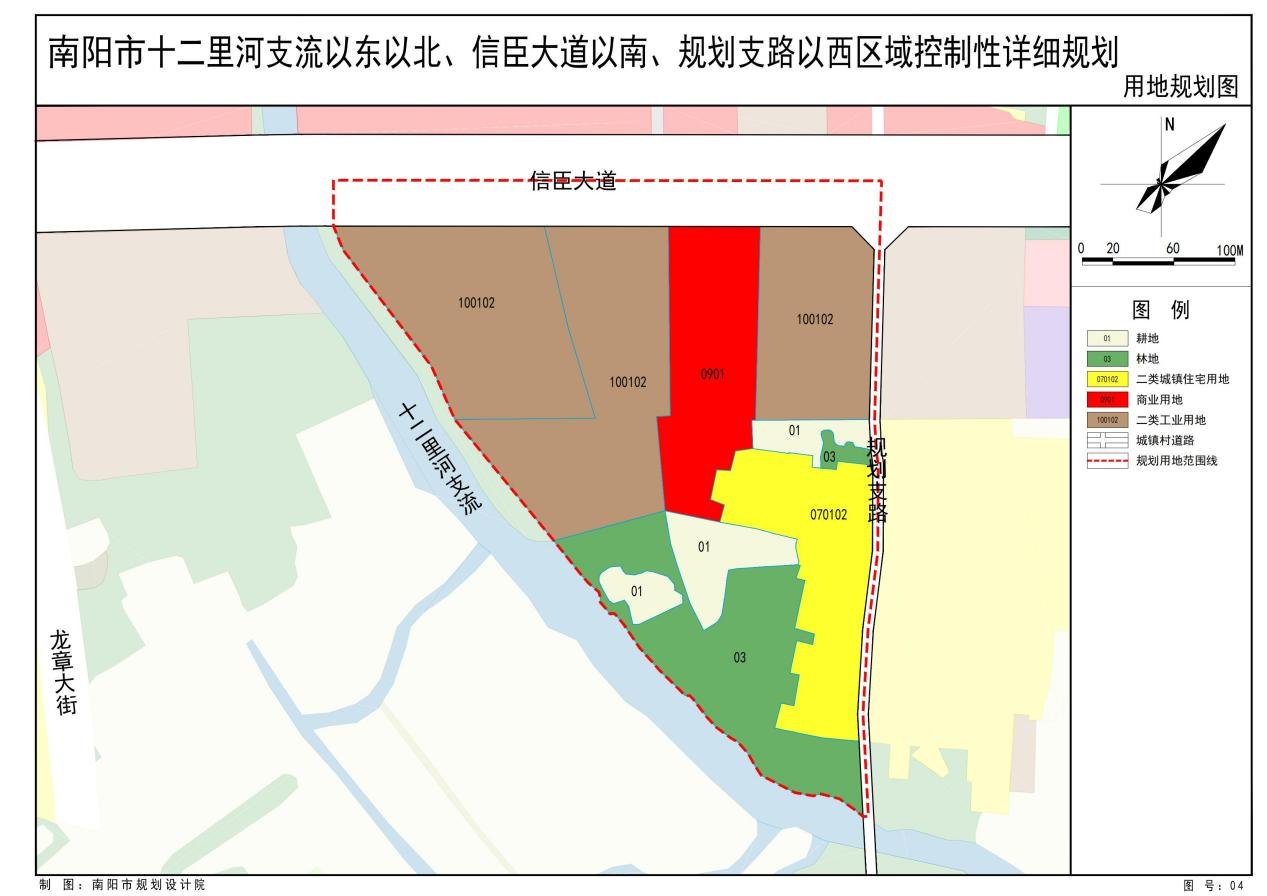 南阳市十二里河支流以东以北、信臣大道以南、规划支路以西区域控制性详细规划
用地规划图
信臣大道
N
0 20 60 100M
100102
100102
0901
100102
01
03
规划支路
070102
01
01
03
十二里河支流
龙章大街
图 例
01 耕地
03 林地
070102 二类城镇住宅用地
0901 商业用地
100102 二类工业用地
城镇村道路
规划用地范围线
制 图：南阳市规划设计院
图 号：04